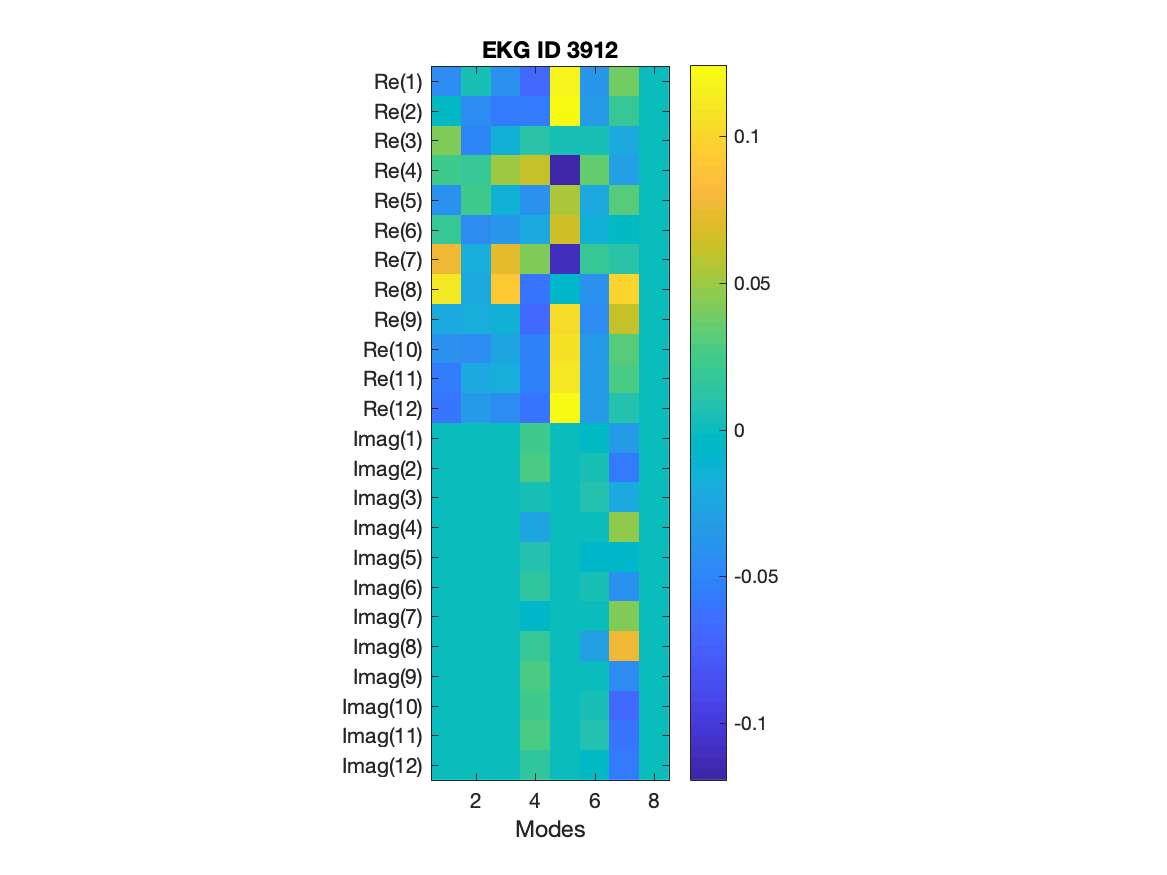 EKG ID 3912
Re(1)
Re(2)
Re(3)
Re(4)
Re(5)
Re(6)
Re(7)
Re(8)
Re(9)
Re(10)
Re(11)
Re(12)
Imag(1)
Imag(2)
Imag(3)
Imag(4)
Imag(5)
Imag(6)
Imag(7)
Imag(8)
Imag(9)
Imag(10)
Imag(11)
Imag(12)
2 4 6 8
Modes
0.1
0.05
0
-0.05
-0.1